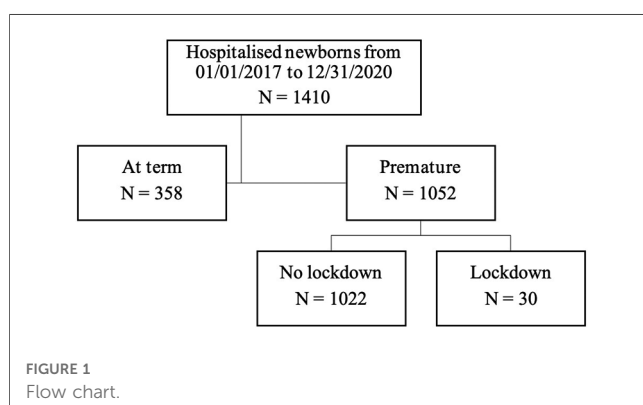 Hospitalised newborns from
01/01/2017 to 12/31/2020
N = 1410
At term
N = 358
Premature
N = 1052
No lockdown
N = 1022
Lockdown
N = 30
FIGURE 1
Flow chart.